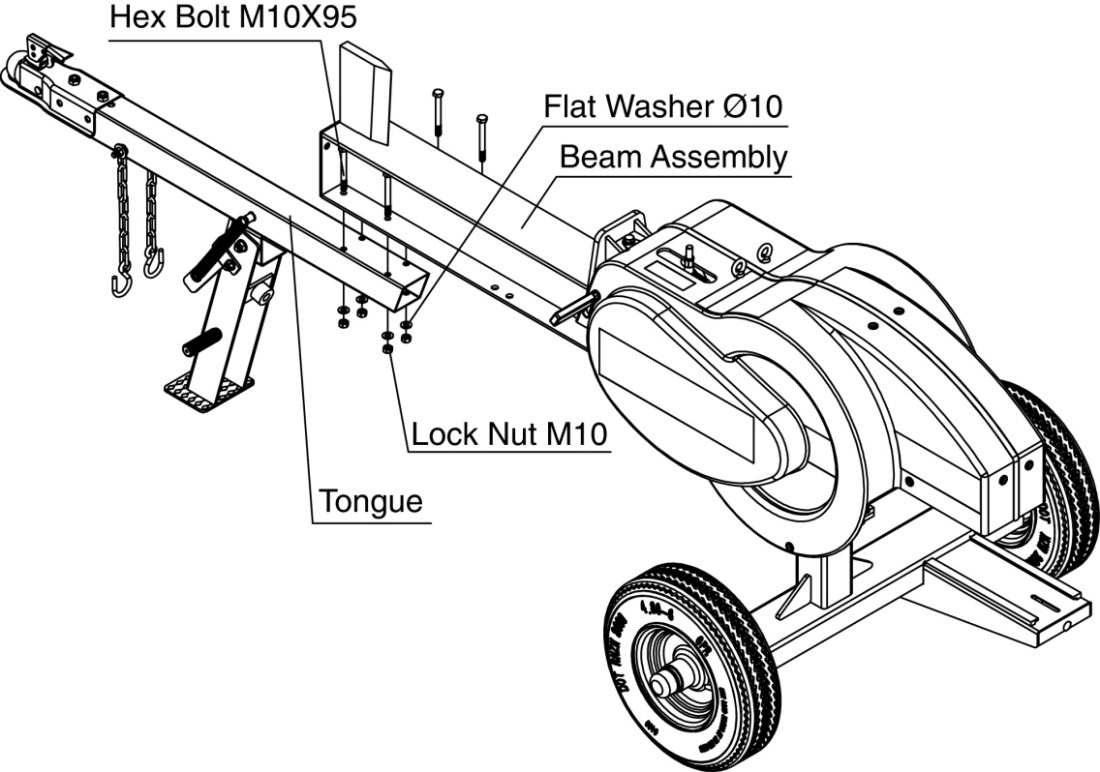 Hex Bolt M10X95
Flat Washer Ø10
Beam Assembly
Lock Nut M10
Tongue